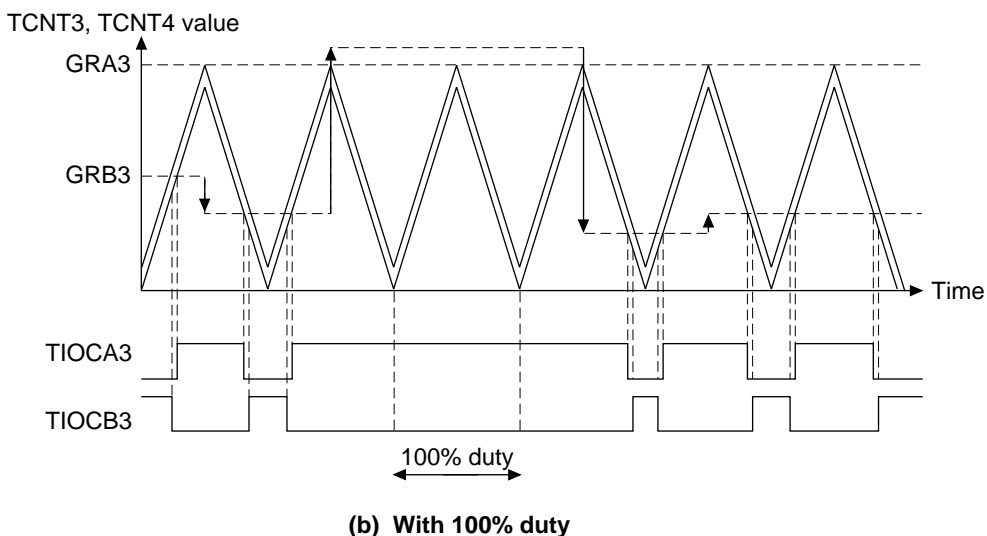 TCNT3, TCNT4 value
GRA3
GRB3
Time
TIOCA3
TIOCB3
100% duty
(b) With 100% duty